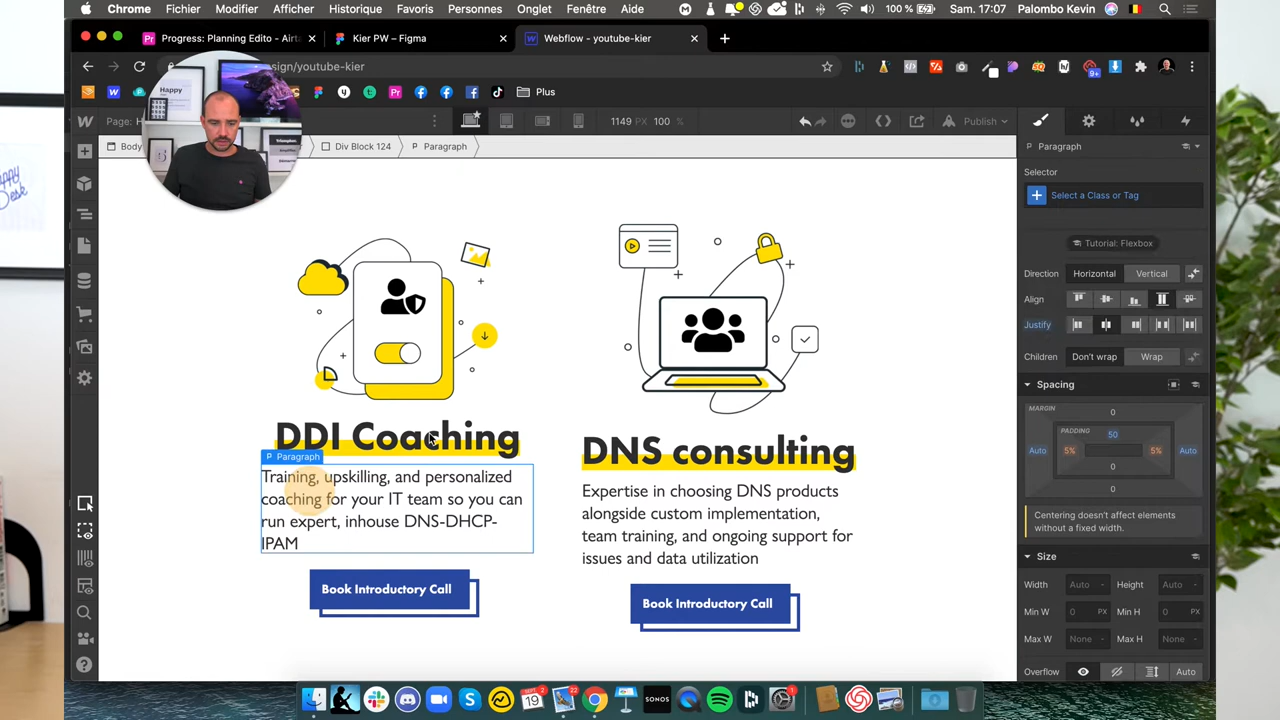 Chrome Fichier Modifier Afficher Historique Favoris Personnes Onglet Fenêtre Aide 100 % Sam. 17:07 Palombo Kevin
Progress: Planning Edito - Airt
Kier PW – Figma
Webflow - youtube-kier
sign/youtube-kier
Plus
Page: H
1149 PX 100 %
Publish
Body
Div Block 124
Paragraph
Paragraph
Selector
Select a Class or Tag
Tutorial: Flexbox
Direction Horizontal Vertical
Align
Justify
Children Don't wrap Wrap
Spacing
MARGIN
0
PADDING
50
Auto 5% 5% Auto
0
0
Centering doesn't affect elements
without a fixed width.
Size
Width Auto Height Auto
Min W 0 PX Min H 0 PX
Max W None Max H None
Overflow Auto
DDI Coaching
Paragraph
Training, upskilling, and personalized
coaching for your IT team so you can
run expert, inhouse DNS-DHCP-
IPAM
Book Introductory Call
DNS consulting
Expertise in choosing DNS products
alongside custom implementation,
team training, and ongoing support for
issues and data utilization
Book Introductory Call
SONOS